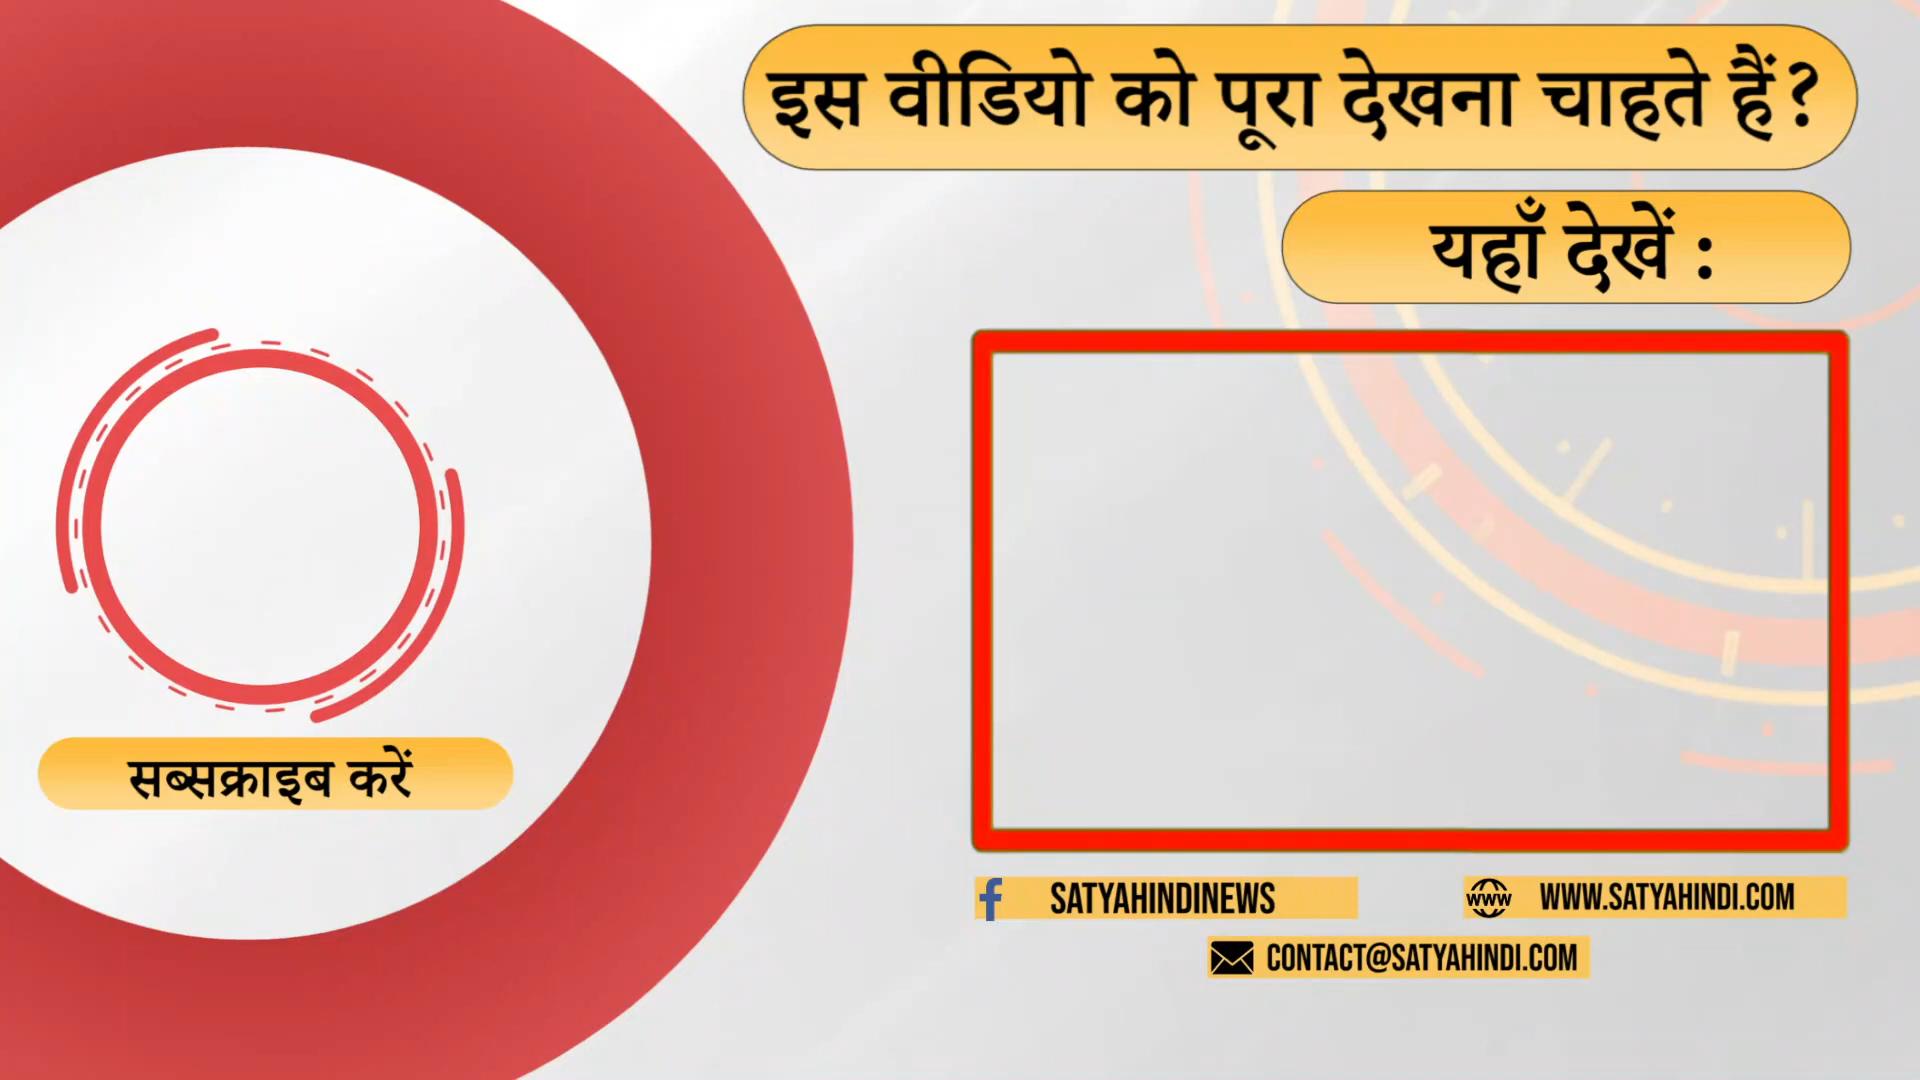 इस वीडियो को पूरा देखना चाहते हैं?
यहाँ देखें :
सब्सक्राइब करें
SATYAHINDINEWS
WWW.SATYAHINDI.COM
CONTACT@SATYAHINDI.COM